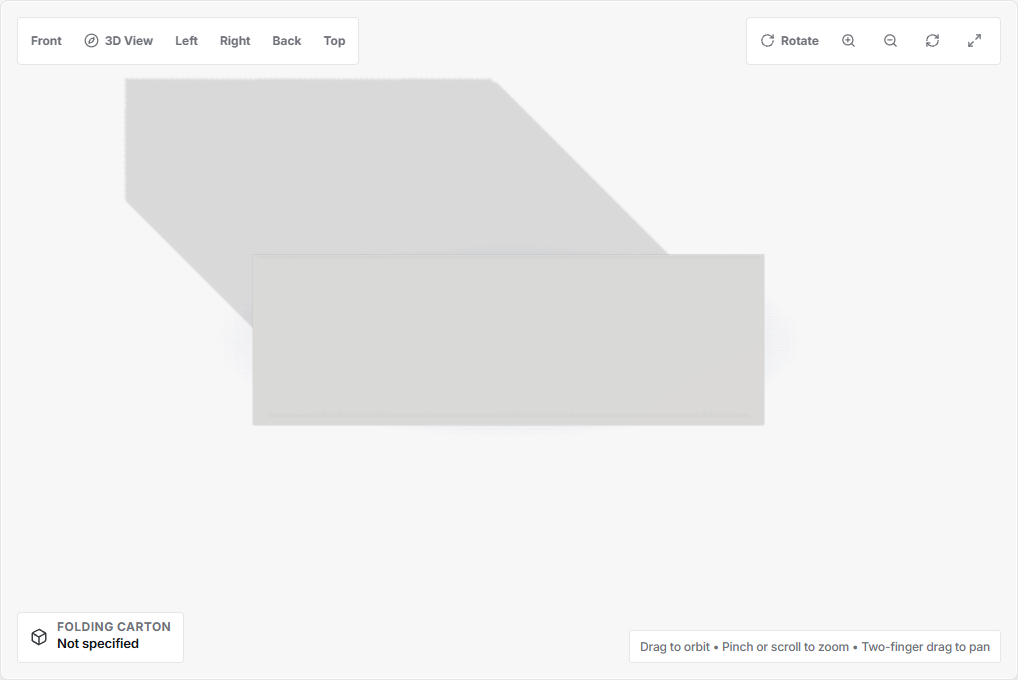 Front 3D View Left Right Back Top
Rotate
FOLDING CARTON
Not specified
Drag to orbit • Pinch or scroll to zoom • Two-finger drag to pan